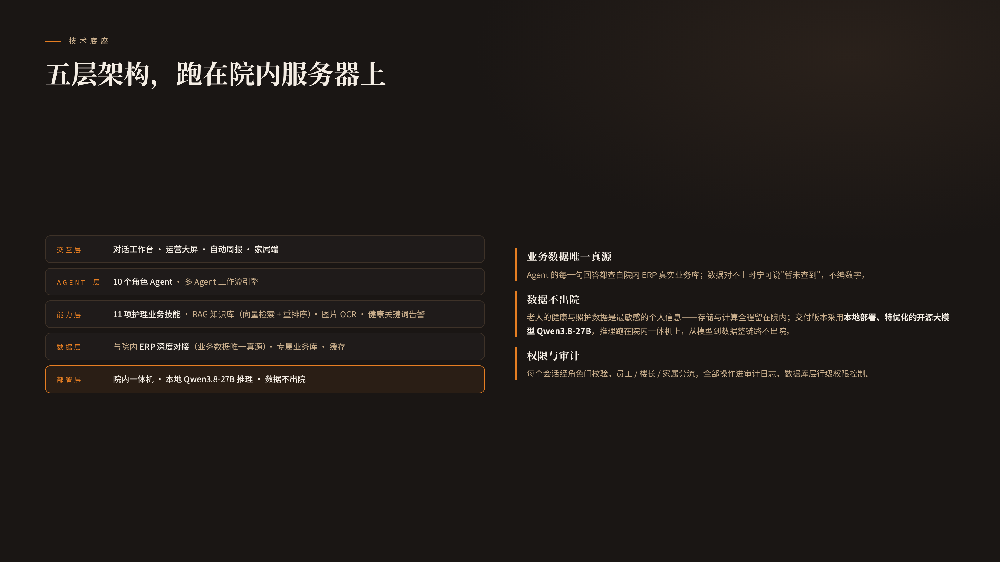 技术底座
五层架构，跑在院内服务器上
交互层 对话工作台 · 运营大屏 · 自动周报 · 家属端
AGENT 层 10 个角色 Agent · 多 Agent 工作流引擎
能力层 11 项护理业务技能 · RAG 知识库（向量检索 + 重排序）· 图片 OCR · 健康关键词告警
数据层 与院内 ERP 深度对接（业务数据唯一真源）· 专属业务库 · 缓存
部署层 院内一体机 · 本地 Qwen3.8-27B 推理 · 数据不出院
业务数据唯一真源
Agent 的每一句回答都查自院内 ERP 真实业务库；数据对不上时宁可说"暂未查到"，不编数字。
数据不出院
老人的健康与照护数据是最敏感的个人信息——存储与计算全程留在院内；交付版本采用本地部署、特优化的开源大模
型 Qwen3.8-27B，推理跑在院内一体机上，从模型到数据整链路不出院。
权限与审计
每个会话经角色门校验，员工 / 楼长 / 家属分流；全部操作进审计日志，数据库层行级权限控制。